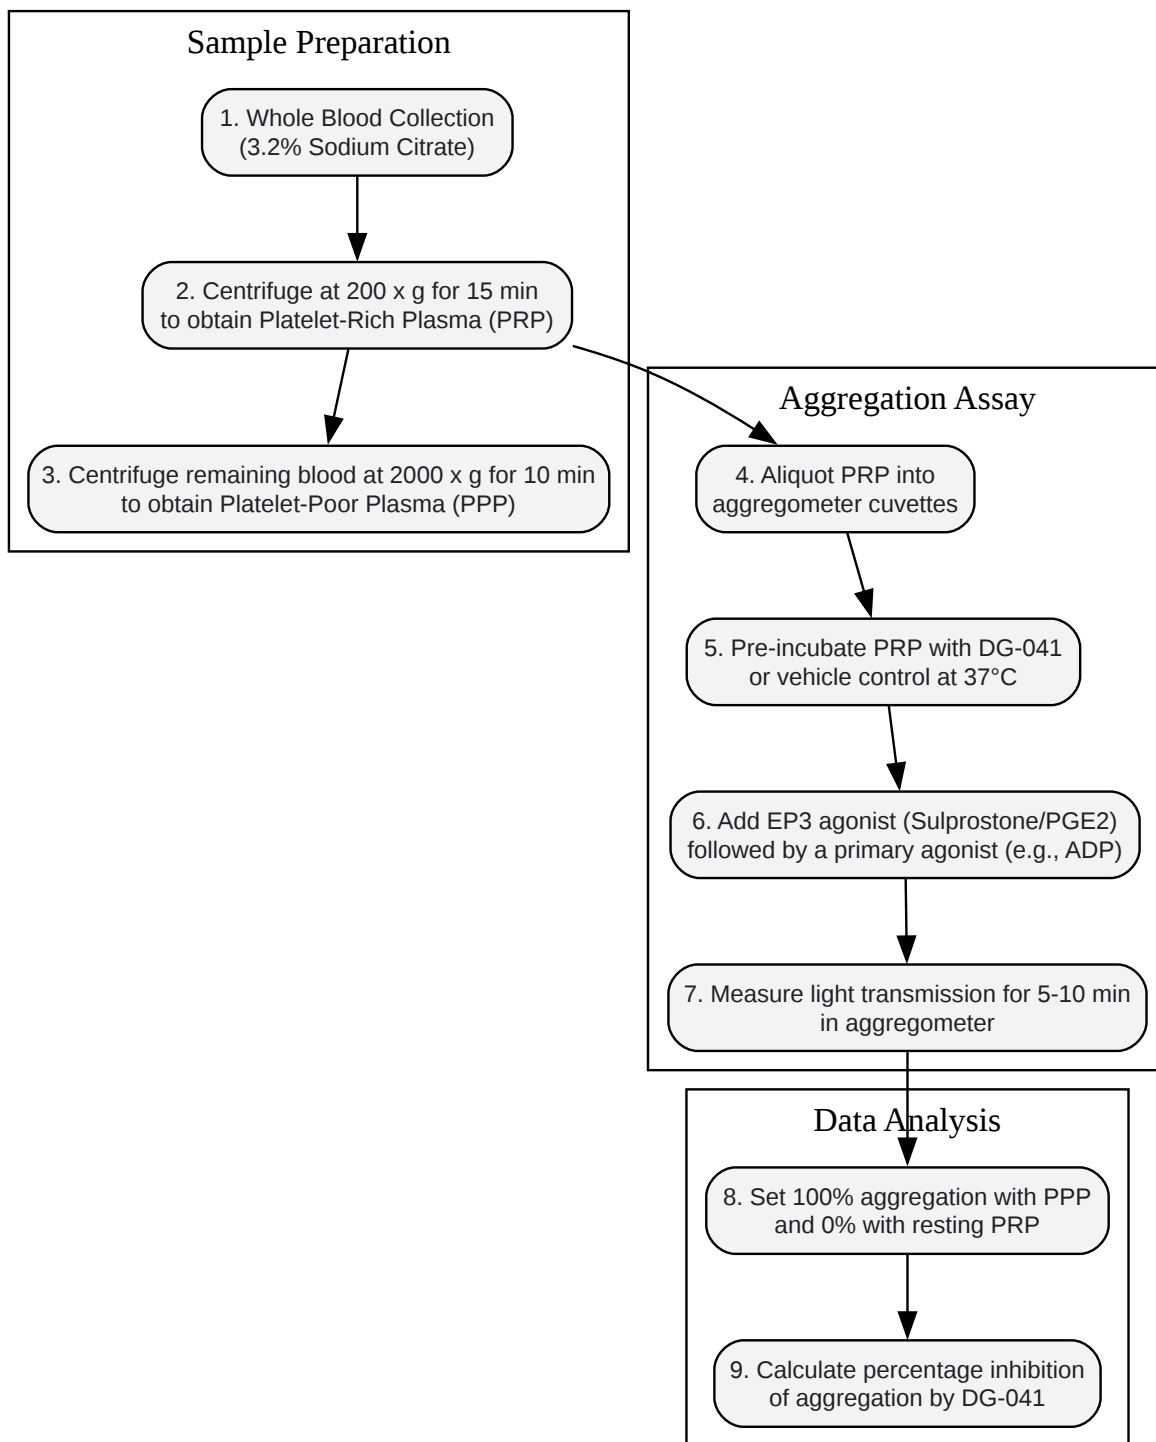 Sample Preparation
1. Whole Blood Collection
(3.2% Sodium Citrate)
2. Centrifuge at 200 x g for 15 min
to obtain Platelet-Rich Plasma (PRP)
3. Centrifuge remaining blood at 2000 x g for 10 min
to obtain Platelet-Poor Plasma (PPP)
Aggregation Assay
4. Aliquot PRP into
aggregometer cuvettes
5. Pre-incubate PRP with DG-041
or vehicle control at 37°C
6. Add EP3 agonist (Sulprostone/PGE2)
followed by a primary agonist (e.g., ADP)
7. Measure light transmission for 5-10 min
in aggregometer
Data Analysis
8. Set 100% aggregation with PPP
and 0% with resting PRP
9. Calculate percentage inhibition
of aggregation by DG-041